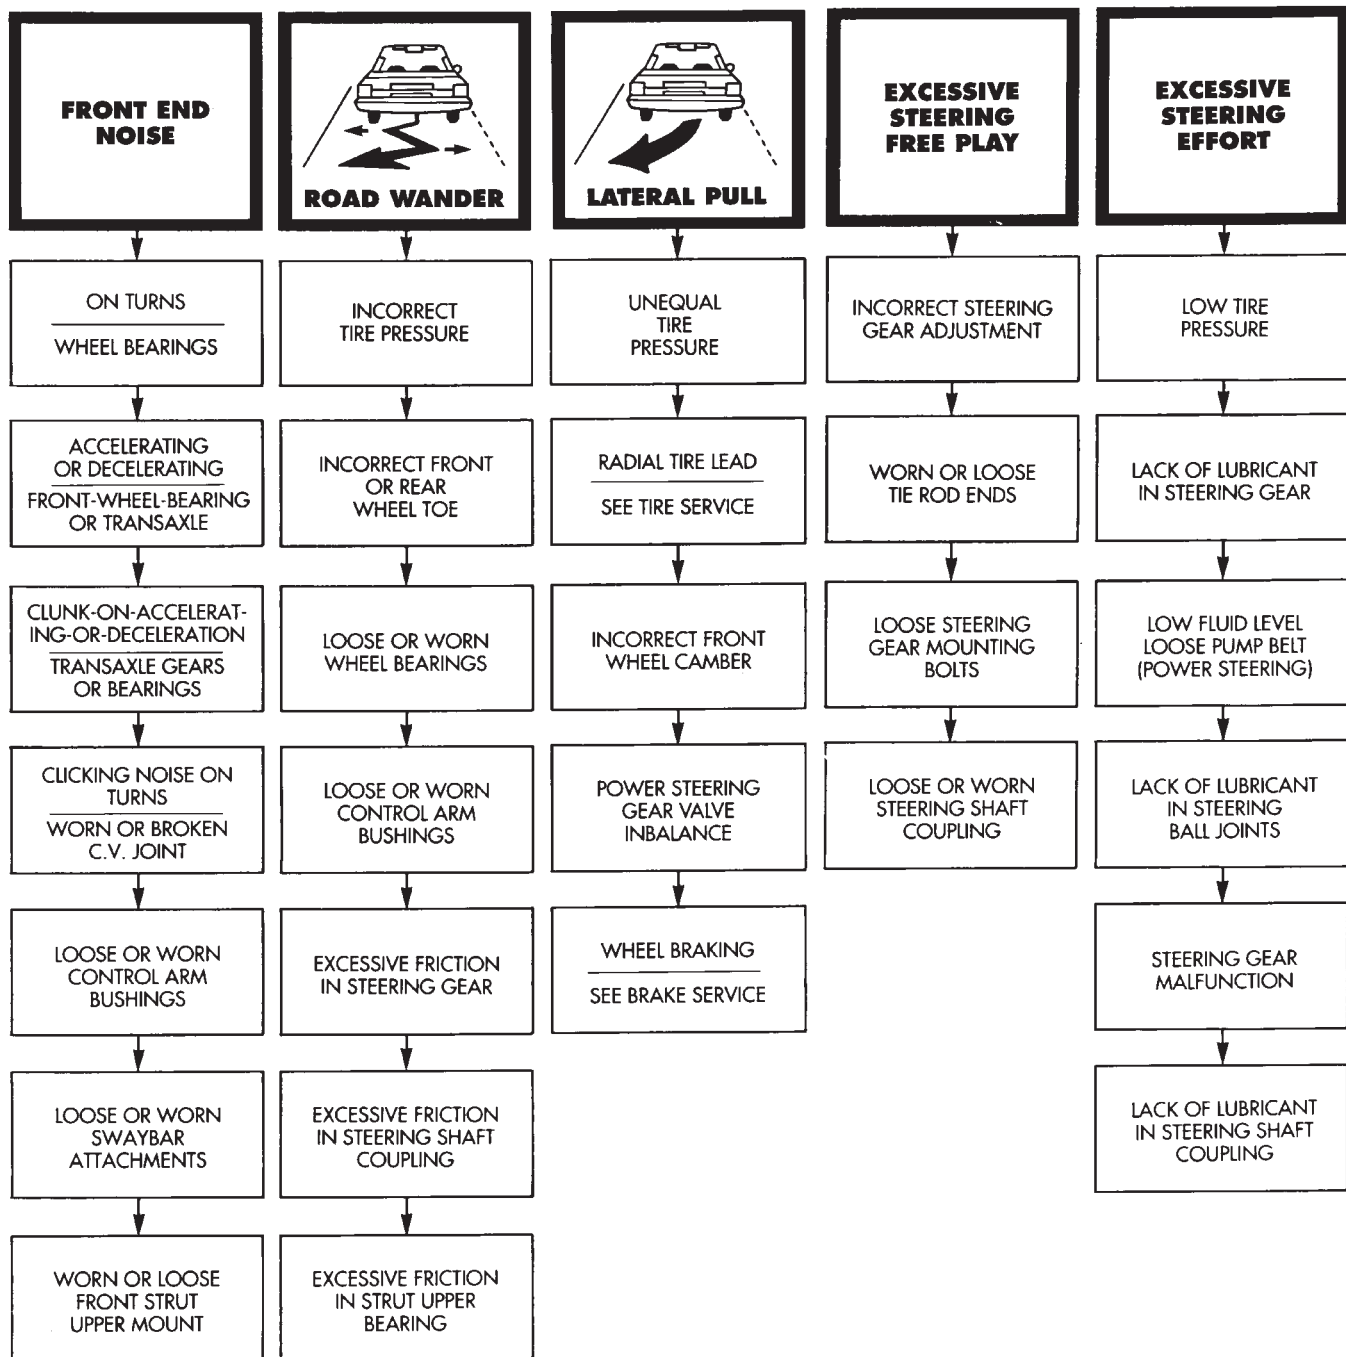 FRONT END
NOISE
ON TURNS
WHEEL BEARINGS
ACCELERATING
OR DECELERATING
FRONT-WHEEL-BEARING
OR TRANSAXLE
CLUNK-ON-ACCELERAT-
ING-OR-DECELERATION
TRANSAXLE GEARS
OR BEARINGS
CLICKING NOISE ON
TURNS
WORN OR BROKEN
C.V. JOINT
LOOSE OR WORN
CONTROL ARM
BUSHINGS
LOOSE OR WORN
SWAYBAR
ATTACHMENTS
WORN OR LOOSE
FRONT STRUT
UPPER MOUNT
ROAD WANDER
INCORRECT
TIRE PRESSURE
INCORRECT FRONT
OR REAR
WHEEL TOE
LOOSE OR WORN
WHEEL BEARINGS
LOOSE OR WORN
CONTROL ARM
BUSHINGS
EXCESSIVE FRICTION
IN STEERING GEAR
EXCESSIVE FRICTION
IN STEERING SHAFT
COUPLING
EXCESSIVE FRICTION
IN STRUT UPPER
BEARING
LATERAL PULL
UNEQUAL
TIRE
PRESSURE
RADIAL TIRE LEAD
SEE TIRE SERVICE
INCORRECT FRONT
WHEEL CAMBER
POWER STEERING
GEAR VALVE
INBALANCE
WHEEL BRAKING
SEE BRAKE SERVICE
EXCESSIVE
STEERING
FREE PLAY
INCORRECT STEERING
GEAR ADJUSTMENT
WORN OR LOOSE
TIE ROD ENDS
LOOSE STEERING
GEAR MOUNTING
BOLTS
LOOSE OR WORN
STEERING SHAFT
COUPLING
EXCESSIVE
STEERING
EFFORT
LOW TIRE
PRESSURE
LACK OF LUBRICANT
IN STEERING GEAR
LOW FLUID LEVEL
LOOSE PUMP BELT
(POWER STEERING)
LACK OF LUBRICANT
IN STEERING
BALL JOINTS
STEERING GEAR
MALFUNCTION
LACK OF LUBRICANT
IN STEERING SHAFT
COUPLING